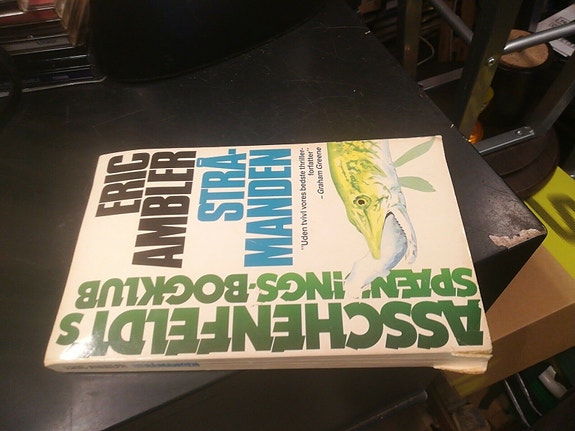 ERIC
AMBLER
STRÅ-
MANDEN
"Uden tvivl vores bedste thriller-
forfatter"
- Graham Greene
ASSCHENFELDT'S
SPÆNDINGS-BOGKLUB